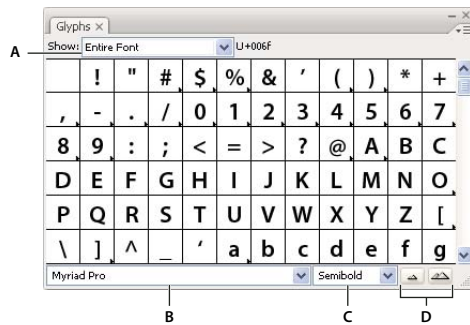 Glyphs ×
Show: Entire Font U+006F
A
! " # $ % & ' ( ) * +
, - . / 0 1 2 3 4 5 6 7
8 9 : ; < = > ? @ A B C
D E F G H I J K L M N O
P Q R S T U V W X Y Z [
\ ] ^ _ ‘ a b c d e f g
Myriad Pro Semibold
B C D